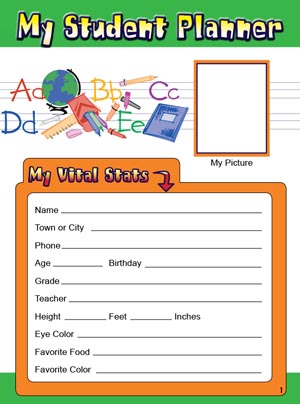 My Student Planner
Aa Bb Cc
Dd Ee
My Picture
My Vital Stats
Name
Town or City
Phone
Age Birthday
Grade
Teacher
Height Feet Inches
Eye Color
Favorite Food
Favorite Color
1